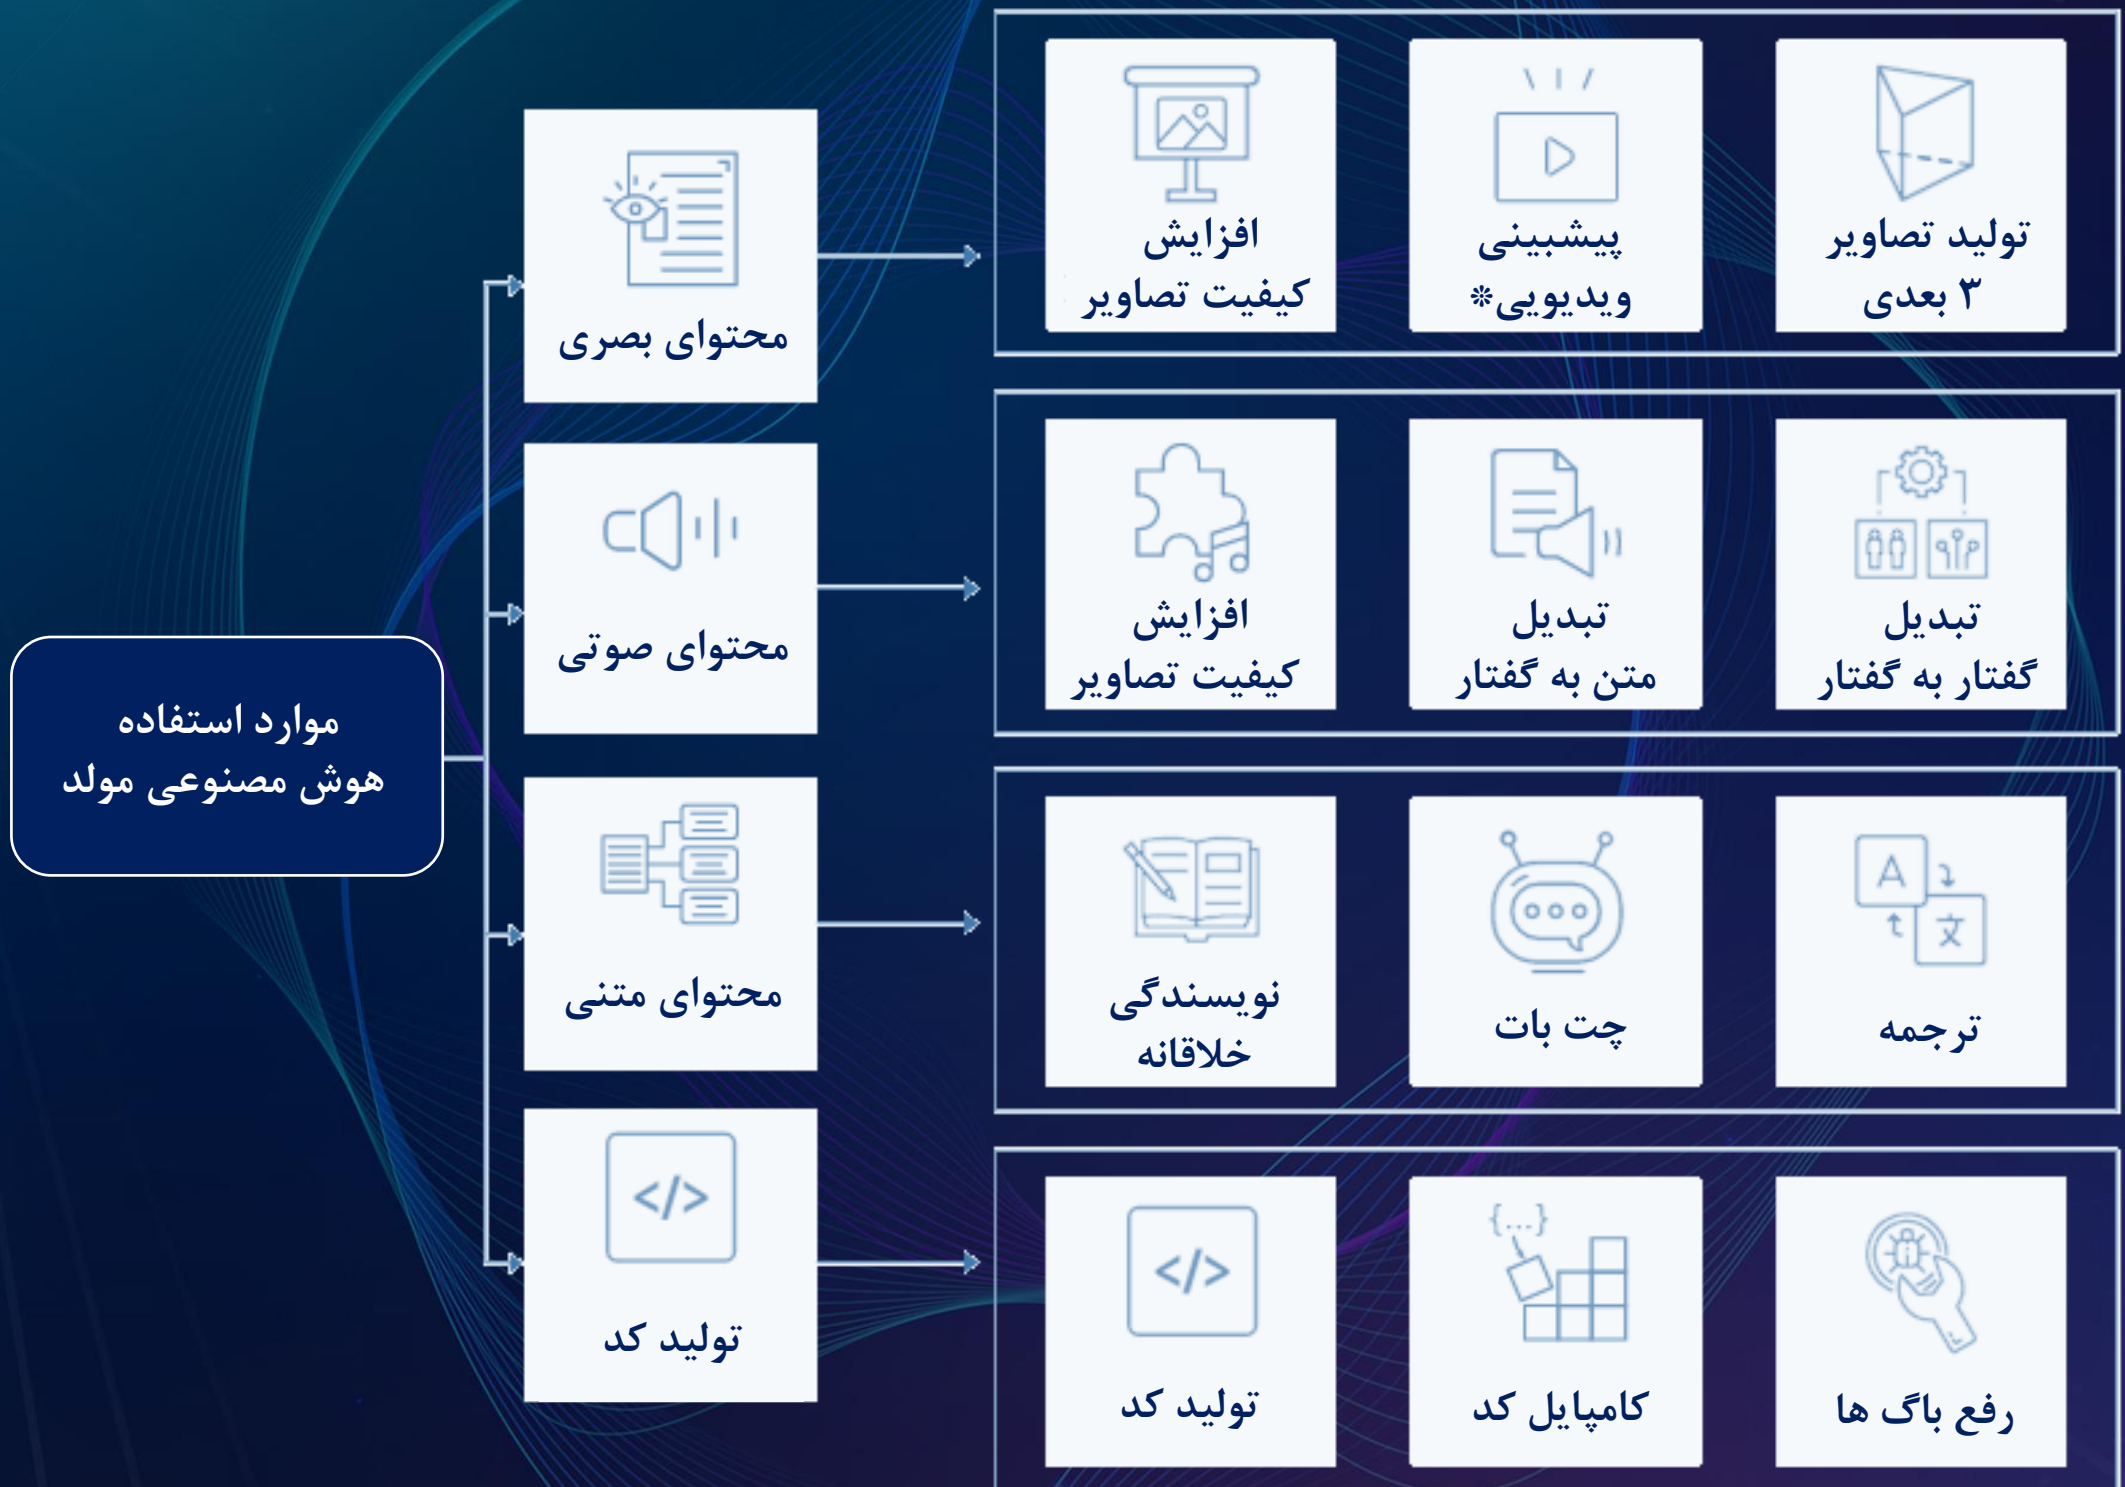 موارد استفاده
هوش مصنوعی مولد
محتوای بصری
افزایش
کیفیت تصاویر
پیشبینی
ویدیویی*
تولید تصاویر
۳ بعدی
محتوای صوتی
افزایش
کیفیت تصاویر
تبدیل
متن به گفتار
تبدیل
گفتار به گفتار
محتوای متنی
نویسندگی
خلاقانه
چت بات
A
文
ترجمه
</>
تولید کد
</>
تولید کد
{...}
کامپایل کد
رفع باگ ها